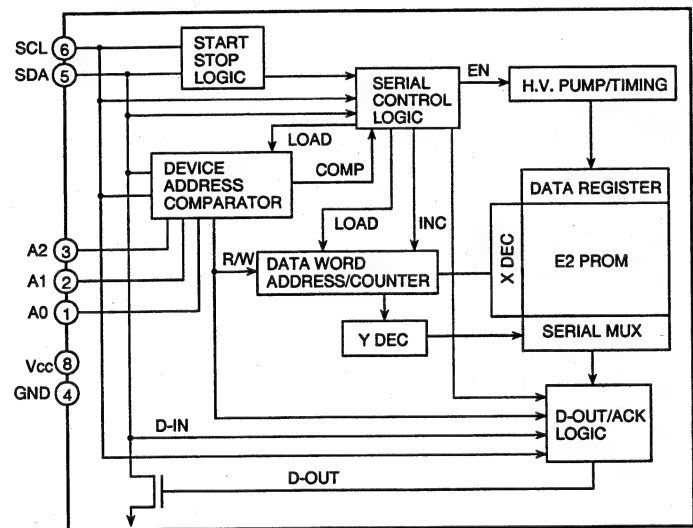 SCL 6
SDA 5
START
STOP
LOGIC
SERIAL
CONTROL
LOGIC
EN
H.V. PUMP/TIMING
LOAD
COMP
DEVICE
ADDRESS
COMPARATOR
LOAD
INC
DATA REGISTER
A2 3
A1 2
A0 1
R/W
DATA WORD
ADDRESS/COUNTER
X DEC
E2 PROM
Y DEC
SERIAL MUX
Vcc 8
GND 4
D-IN
D-OUT/ACK
LOGIC
D-OUT